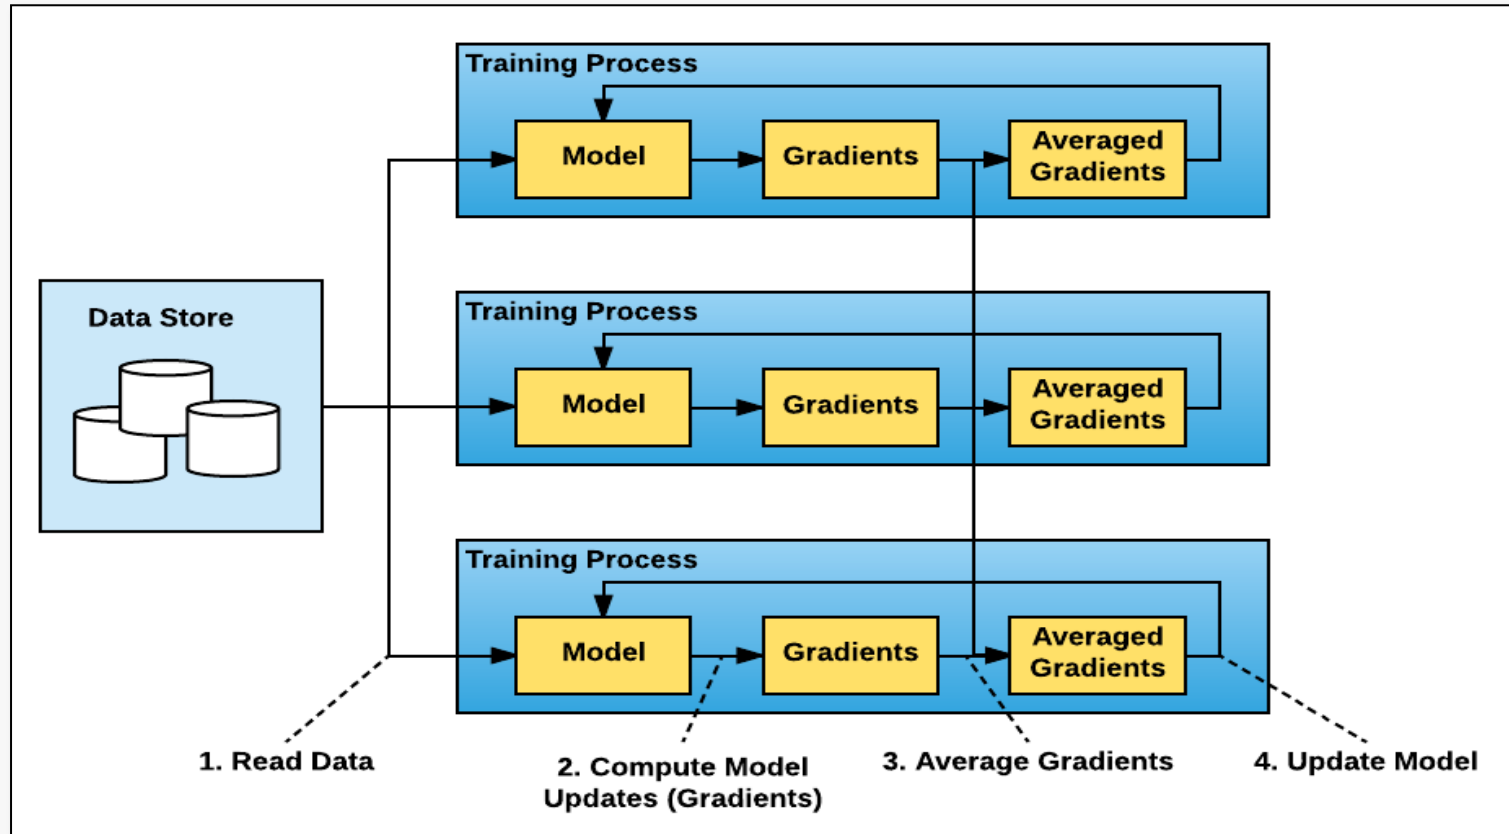 Training Process
Model
Gradients
Averaged
Gradients
Data Store
Training Process
Model
Gradients
Averaged
Gradients
Training Process
Model
Gradients
Averaged
Gradients
1. Read Data
2. Compute Model
Updates (Gradients)
3. Average Gradients
4. Update Model